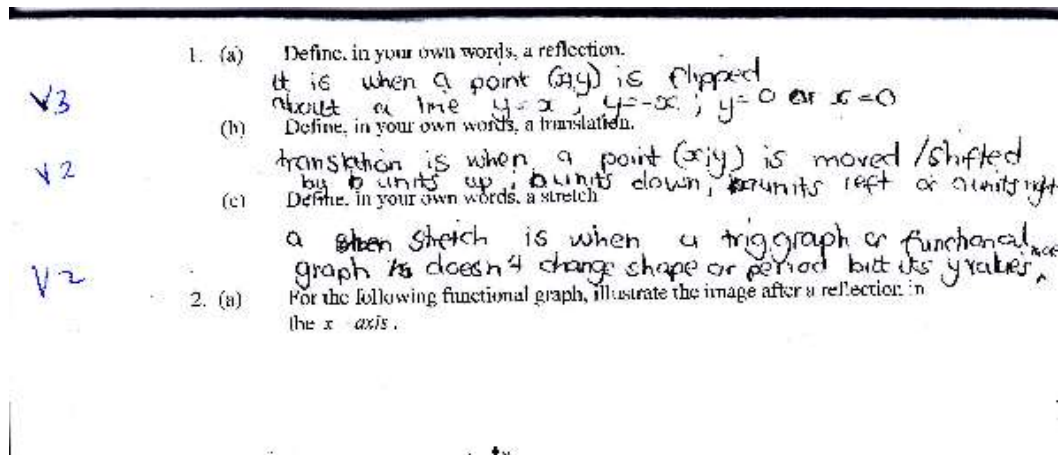 1. (a) Define, in your own words, a reflection.
it is when a point (x;y) is flipped
V3 about a line y=x ; y=-x ; y=0 or x=0
(b) Define, in your own words, a translation.
V2 translation is when a point (x;y) is moved /shifted
by b units up, b units down, units left or a units right
(c) Define, in your own words, a stretch
a stretch is when a trig graph or functional
V2 graph doesn't change shape or period but its y values
2. (a) For the following functional graph, illustrate the image after a reflection in
the x - axis .